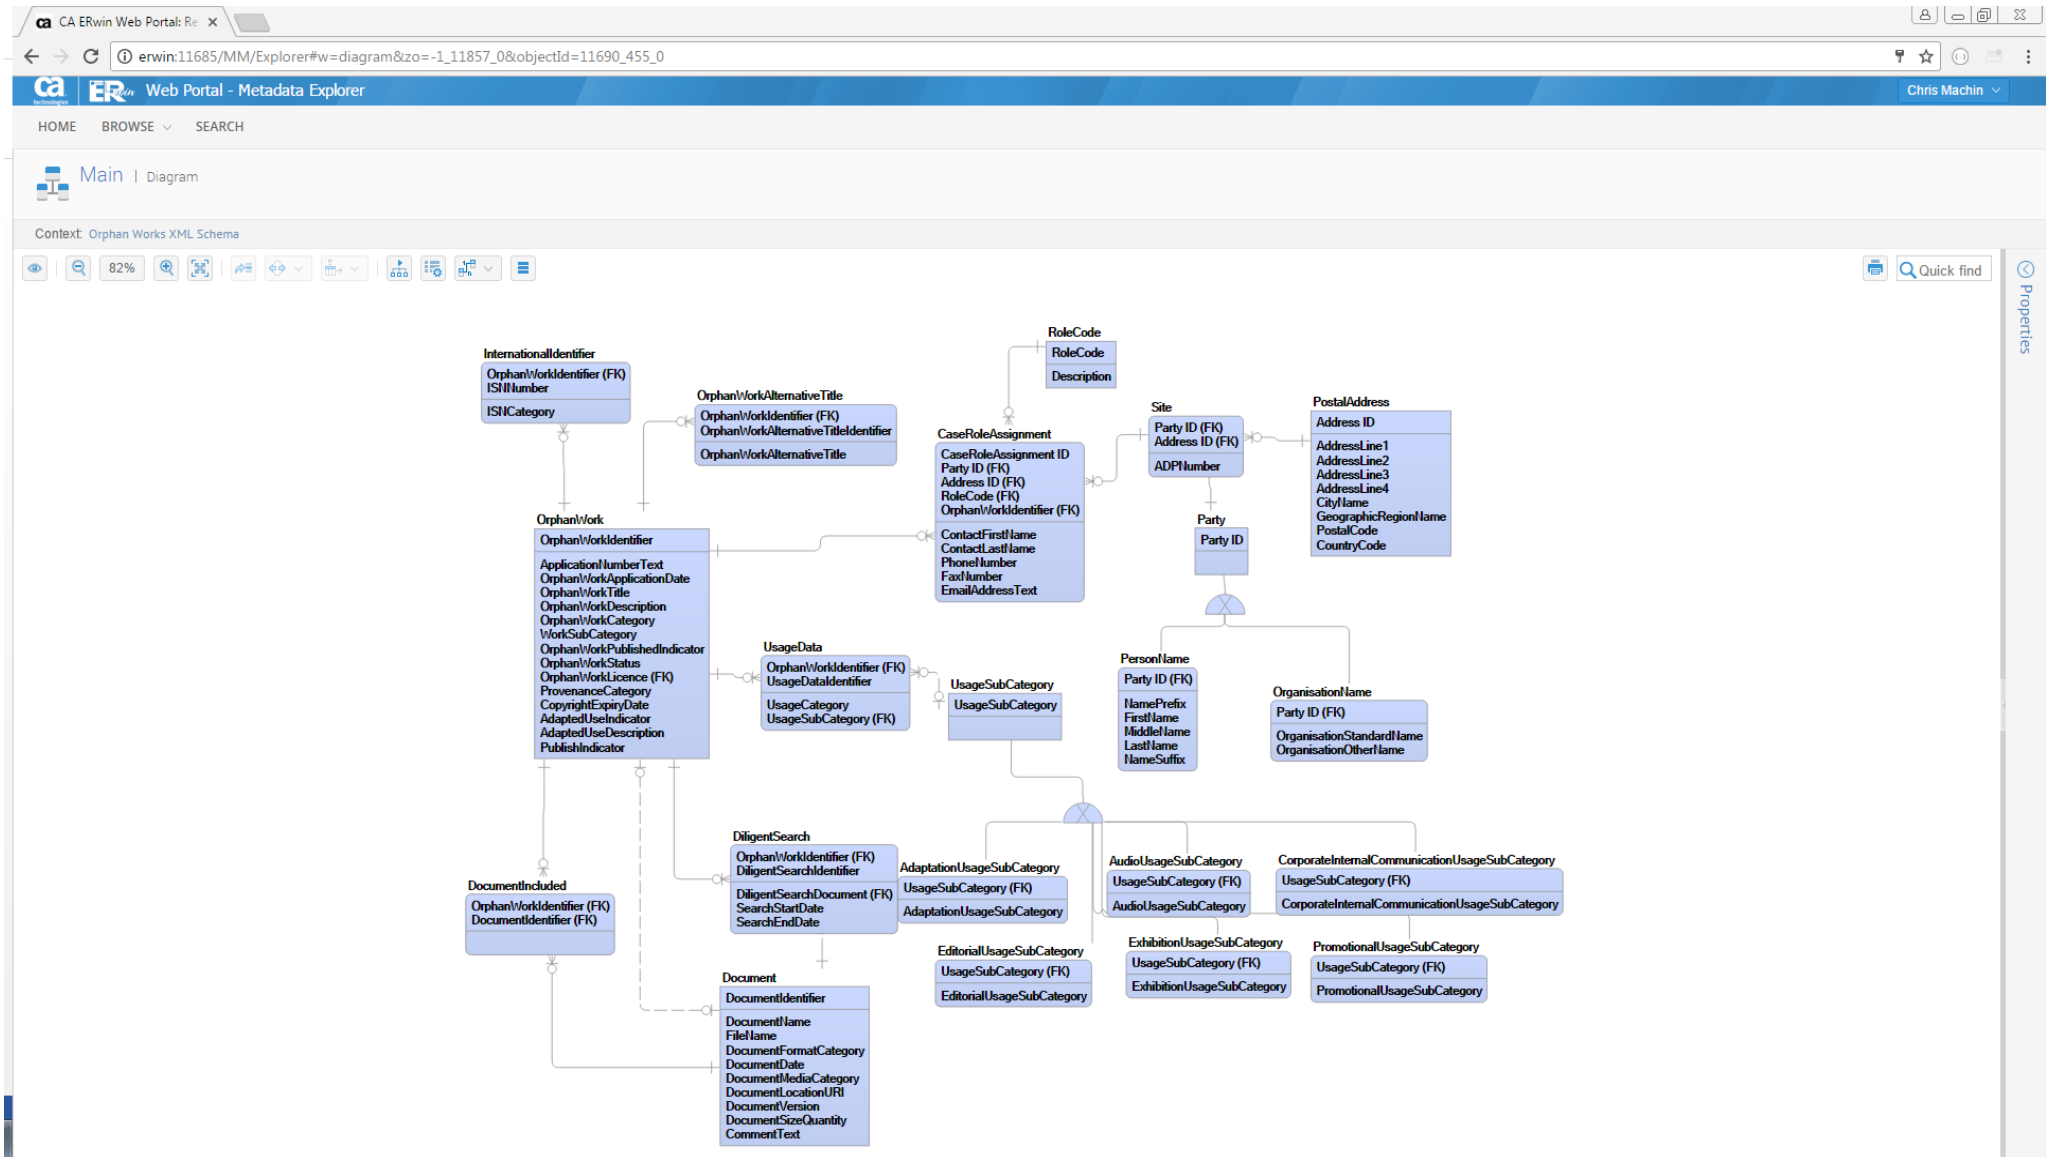 ca CA ERwin Web Portal: Re
erwin:11685/MM/Explorer#w=diagram&zo=-1_11857_0&objectId=11690_455_0
ca technologies ERwin Web Portal - Metadata Explorer
Chris Machin
HOME BROWSE SEARCH
Main | Diagram
Context: Orphan Works XML Schema
82%
Quick find
Properties
InternationalIdentifier
OrphanWorkIdentifier (FK)
ISNNumber
ISNCategory
OrphanWorkAlternativeTitle
OrphanWorkIdentifier (FK)
OrphanWorkAlternativeTitleIdentifier
OrphanWorkAlternativeTitle
RoleCode
RoleCode
Description
CaseRoleAssignment
CaseRoleAssignment ID
Party ID (FK)
Address ID (FK)
RoleCode (FK)
OrphanWorkIdentifier (FK)
ContactFirstName
ContactLastName
PhoneNumber
FaxNumber
EmailAddressText
Site
Party ID (FK)
Address ID (FK)
ADPNumber
PostalAddress
Address ID
AddressLine1
AddressLine2
AddressLine3
AddressLine4
CityName
GeographicRegionName
PostalCode
CountryCode
Party
Party ID
OrphanWork
OrphanWorkIdentifier
ApplicationNumberText
OrphanWorkApplicationDate
OrphanWorkTitle
OrphanWorkDescription
OrphanWorkCategory
WorkSubCategory
OrphanWorkPublishedIndicator
OrphanWorkStatus
OrphanWorkLicence (FK)
ProvenanceCategory
CopyrightExpiryDate
AdaptedUseIndicator
AdaptedUseDescription
PublishIndicator
UsageData
OrphanWorkIdentifier (FK)
UsageDataIdentifier
UsageCategory
UsageSubCategory (FK)
UsageSubCategory
UsageSubCategory
PersonName
Party ID (FK)
NamePrefix
FirstName
MiddleName
LastName
NameSuffix
OrganisationName
Party ID (FK)
OrganisationStandardName
OrganisationOtherName
DiligentSearch
OrphanWorkIdentifier (FK)
DiligentSearchIdentifier
DiligentSearchDocument (FK)
SearchStartDate
SearchEndDate
AdaptationUsageSubCategory
UsageSubCategory (FK)
AdaptationUsageSubCategory
AudioUsageSubCategory
UsageSubCategory (FK)
AudioUsageSubCategory
CorporateInternalCommunicationUsageSubCategory
UsageSubCategory (FK)
CorporateInternalCommunicationUsageSubCategory
DocumentIncluded
OrphanWorkIdentifier (FK)
DocumentIdentifier (FK)
EditorialUsageSubCategory
UsageSubCategory (FK)
EditorialUsageSubCategory
ExhibitionUsageSubCategory
UsageSubCategory (FK)
ExhibitionUsageSubCategory
PromotionalUsageSubCategory
UsageSubCategory (FK)
PromotionalUsageSubCategory
Document
DocumentIdentifier
DocumentName
FileName
DocumentFormatCategory
DocumentDate
DocumentMediaCategory
DocumentLocationURI
DocumentVersion
DocumentSizeQuantity
CommentText